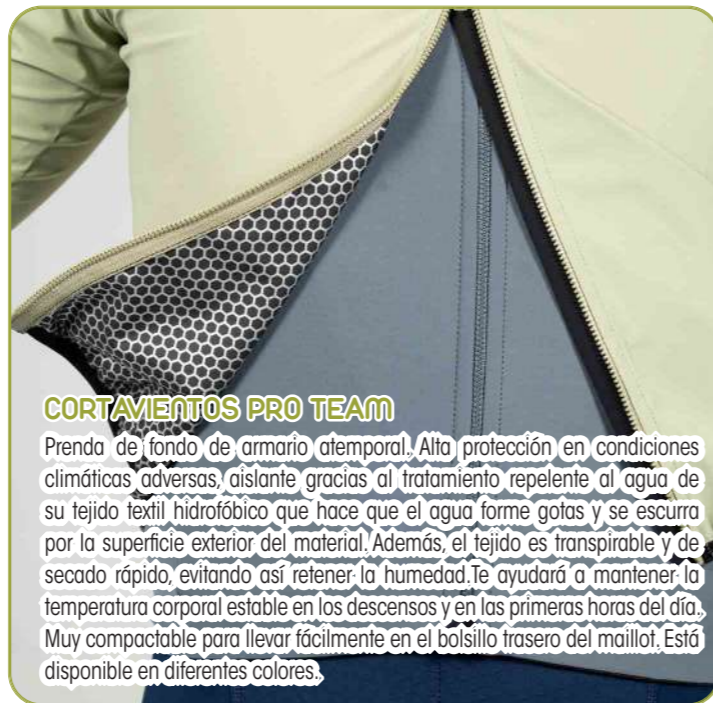 CORTAVIENTOS PRO TEAM
Prenda de fondo de armario atemporal. Alta protección en condiciones
climáticas adversas, aislante gracias al tratamiento repelente al agua de
su tejido textil hidrofóbico que hace que el agua forme gotas y se escurra
por la superficie exterior del material. Además, el tejido es transpirable y de
secado rápido, evitando así retener la humedad.Te ayudará a mantener la
temperatura corporal estable en los descensos y en las primeras horas del día.
Muy compactable para llevar fácilmente en el bolsillo trasero del maillot. Está
disponible en diferentes colores.